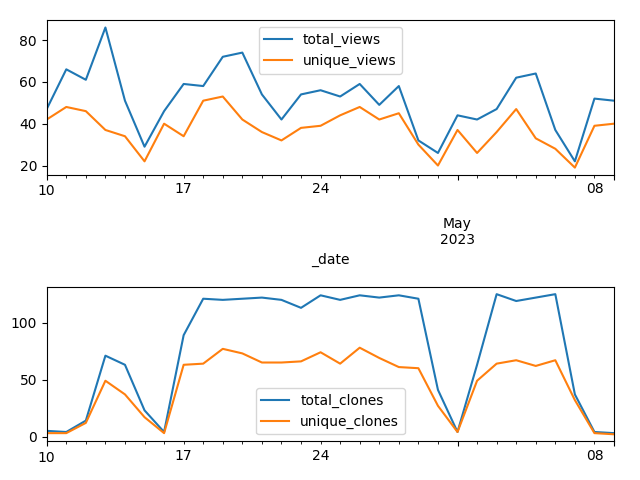 80
60
40
20
total_views
unique_views
10
17
24
08
May
2023
_date
100
50
0
total_clones
unique_clones
10
17
24
08